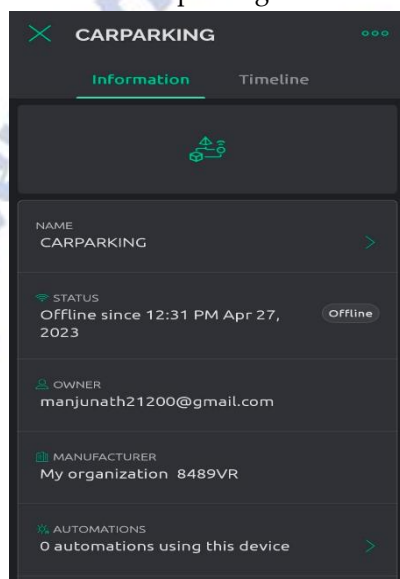 CARPARKING
Information Timeline
NAME
CARPARKING
STATUS
Offline since 12:31 PM Apr 27,
2023
Offline
OWNER
manjunath21200@gmail.com
MANUFACTURER
My organization 8489VR
AUTOMATIONS
0 automations using this device